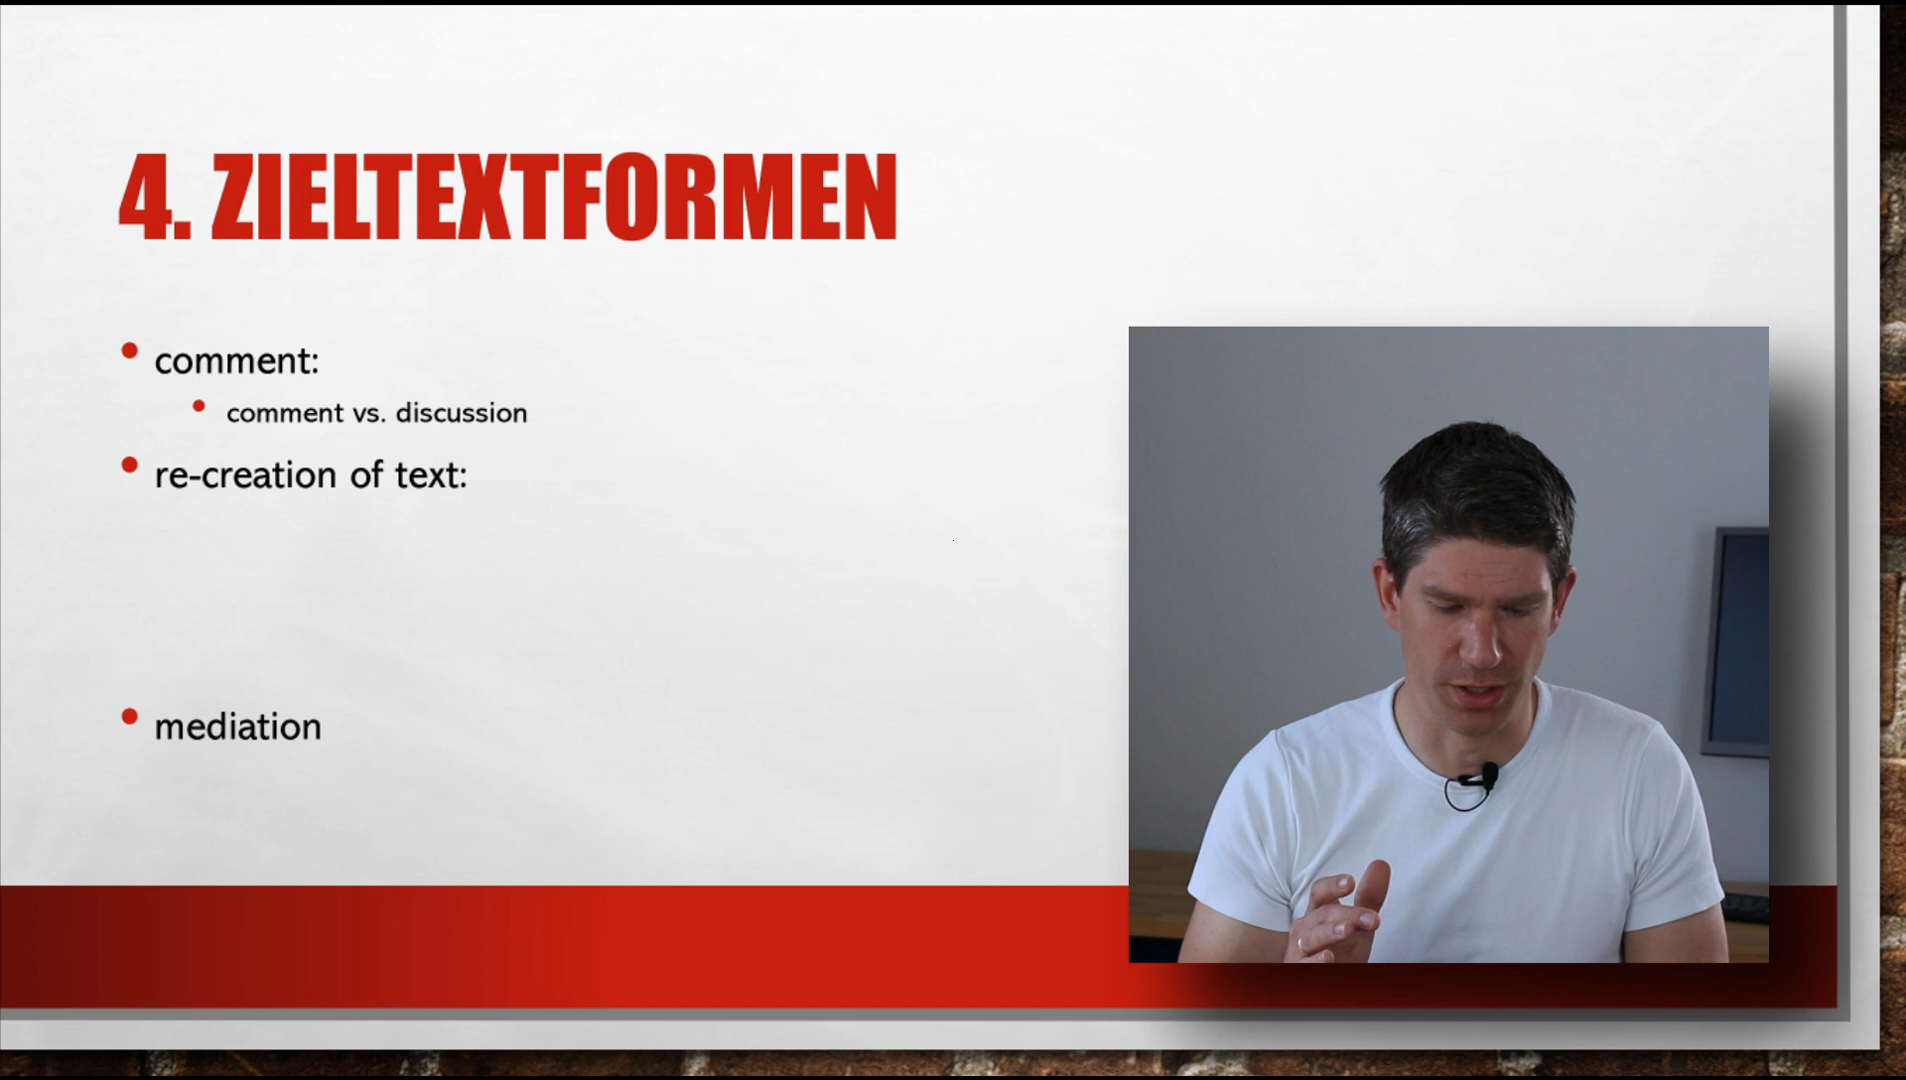 4. ZIELTEXTFORMEN
comment:
comment vs. discussion
re-creation of text:
mediation